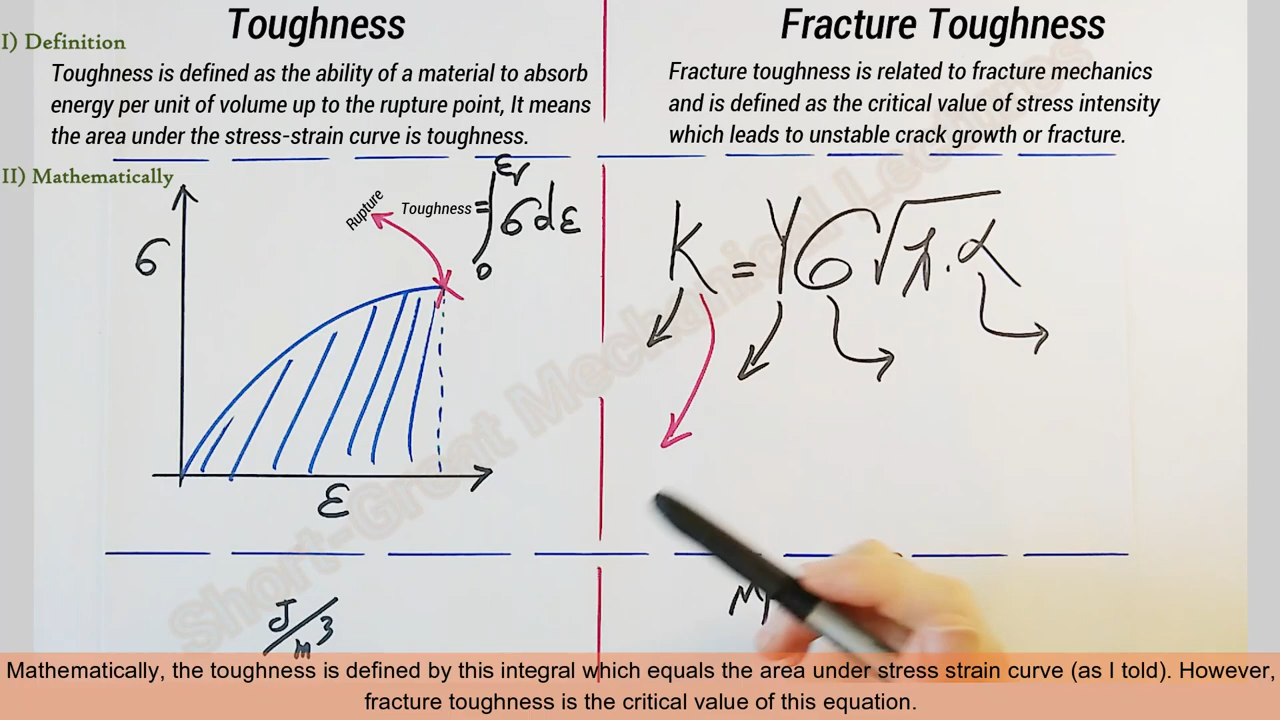 Toughness
Fracture Toughness
I) Definition
Toughness is defined as the ability of a material to absorb
energy per unit of volume up to the rupture point, It means
the area under the stress-strain curve is toughness.
Fracture toughness is related to fracture mechanics
and is defined as the critical value of stress intensity
which leads to unstable crack growth or fracture.
II) Mathematically
σ
Rupture
Toughness = ∫₀^εr σ dε
ε
K = Yσ√π.α
J/m³
Short-Great Mechanical Lectures
Mathematically, the toughness is defined by this integral which equals the area under stress strain curve (as I told). However,
fracture toughness is the critical value of this equation.